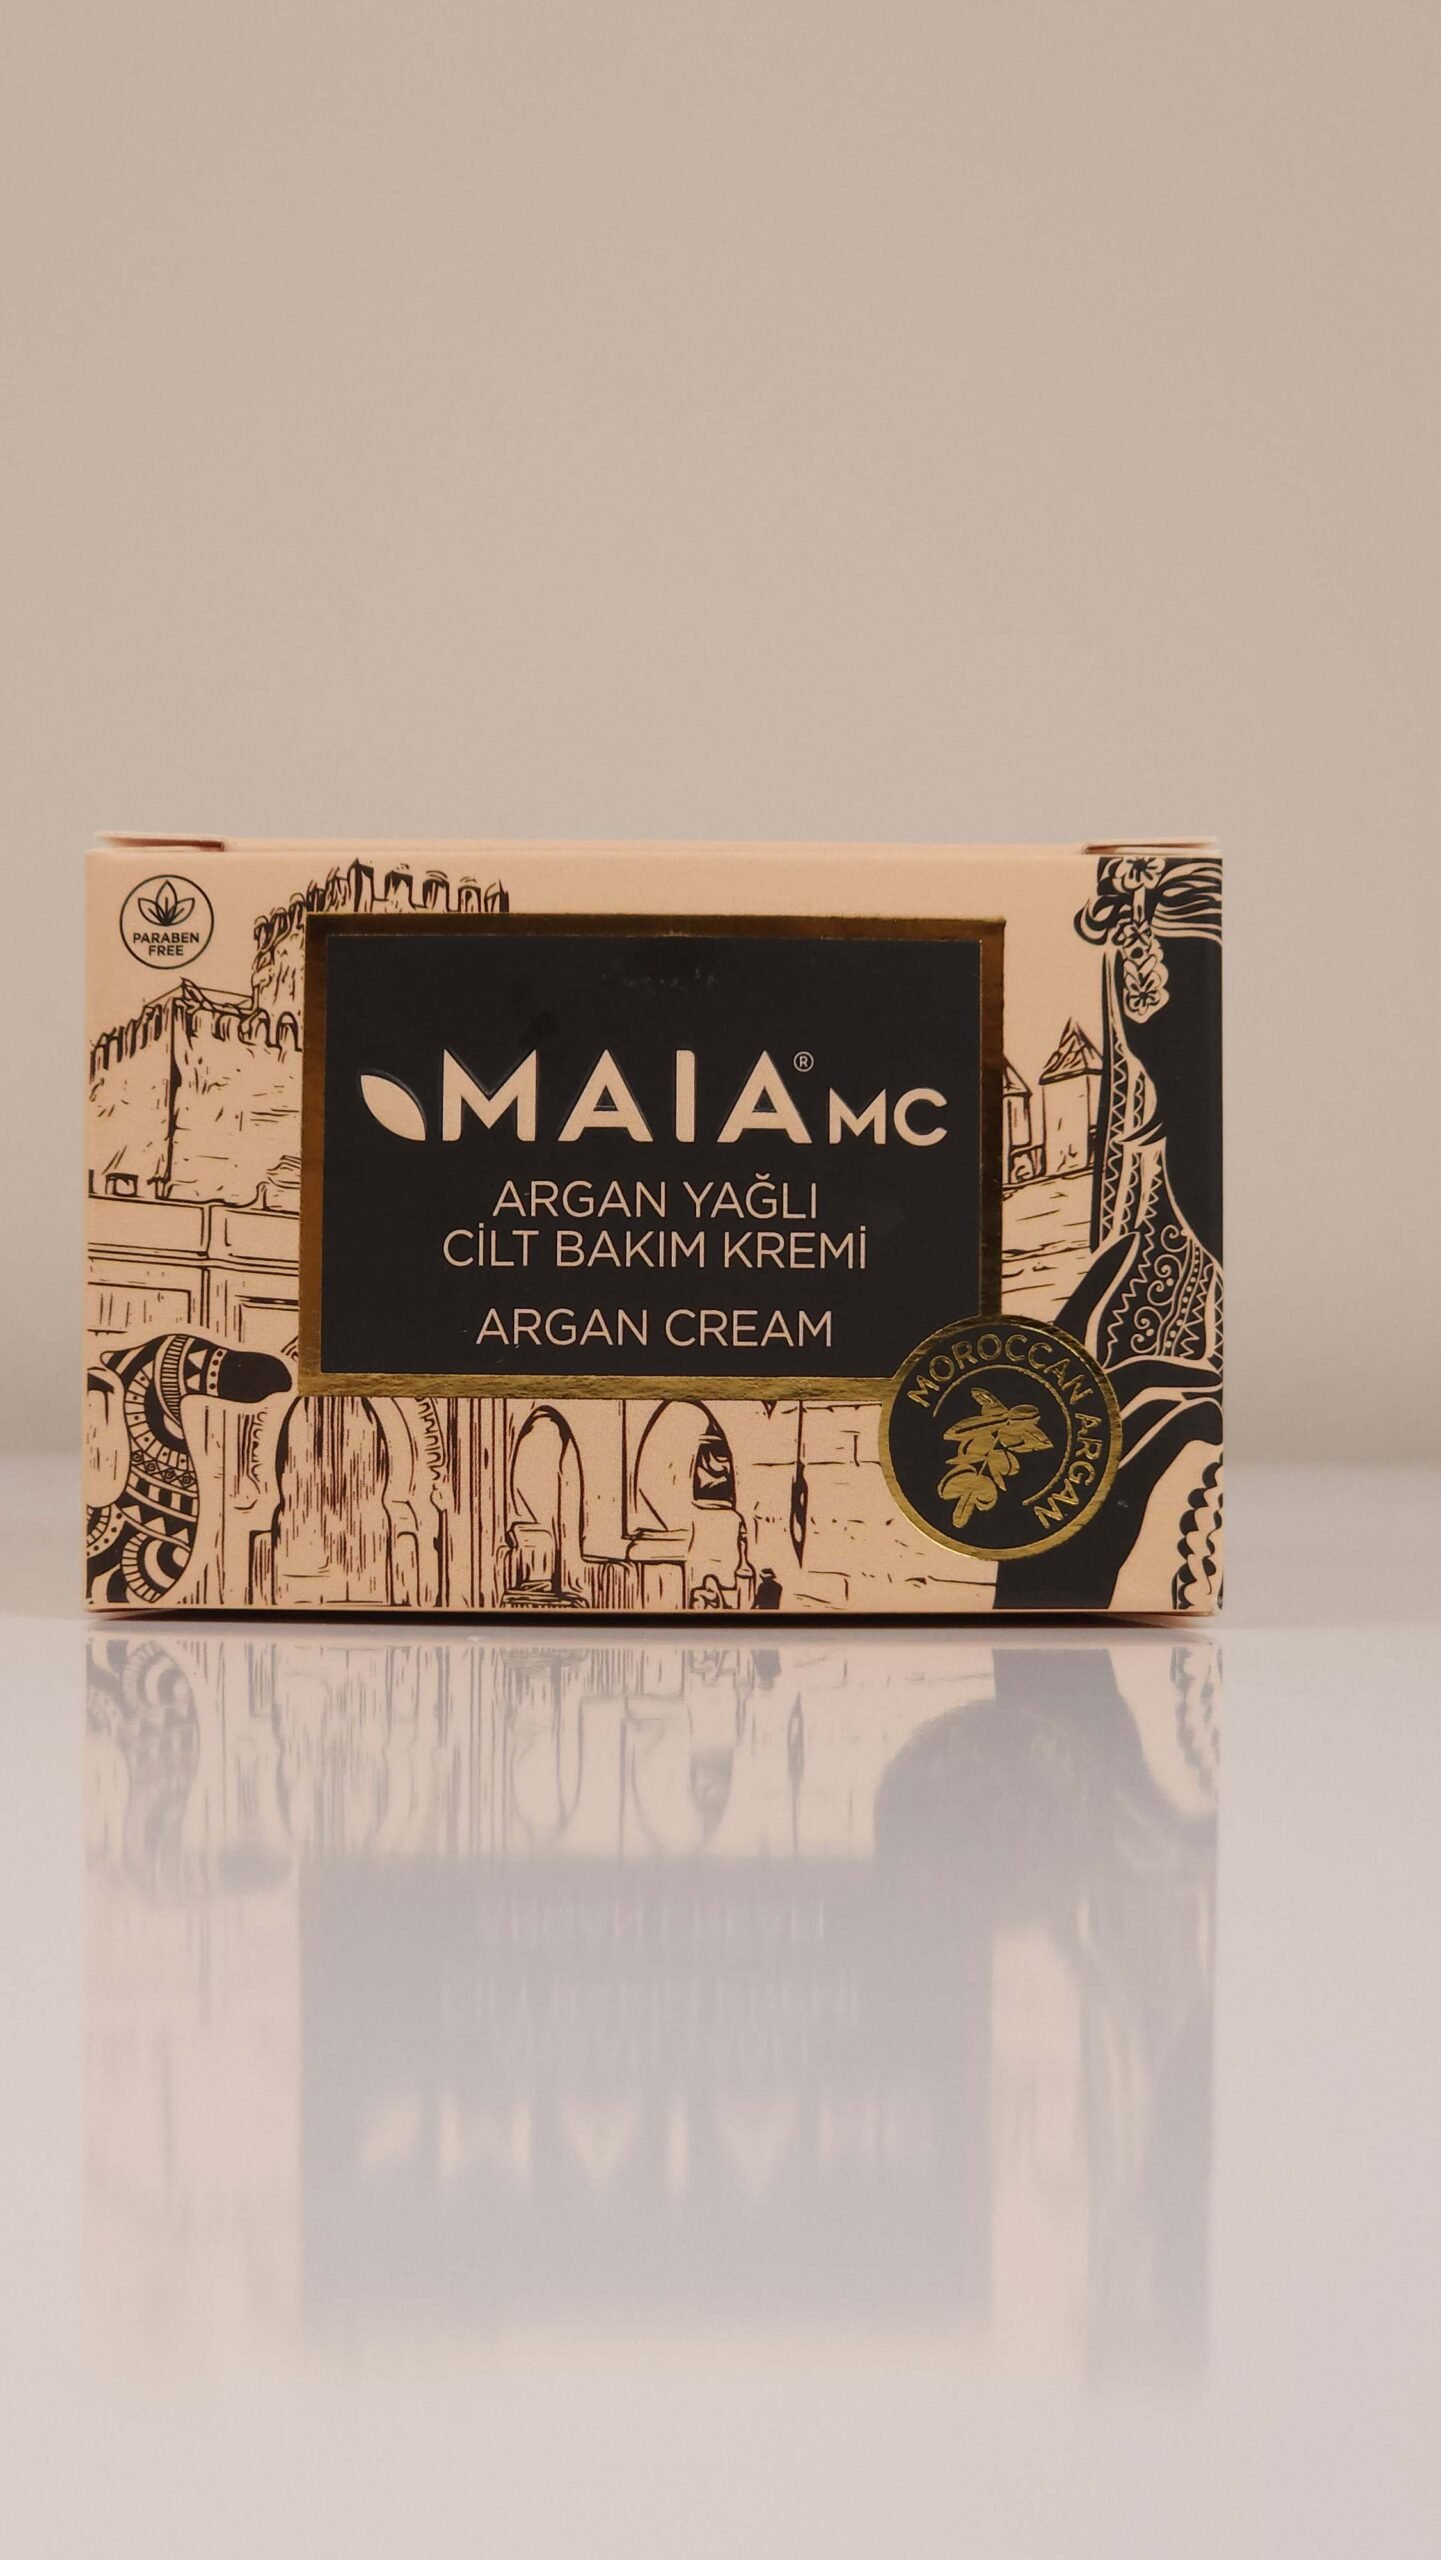 PARABEN
FREE
MAIA® MC
ARGAN YAĞLI
CİLT BAKIM KREMİ
ARGAN CREAM
MOROCCAN ARGAN